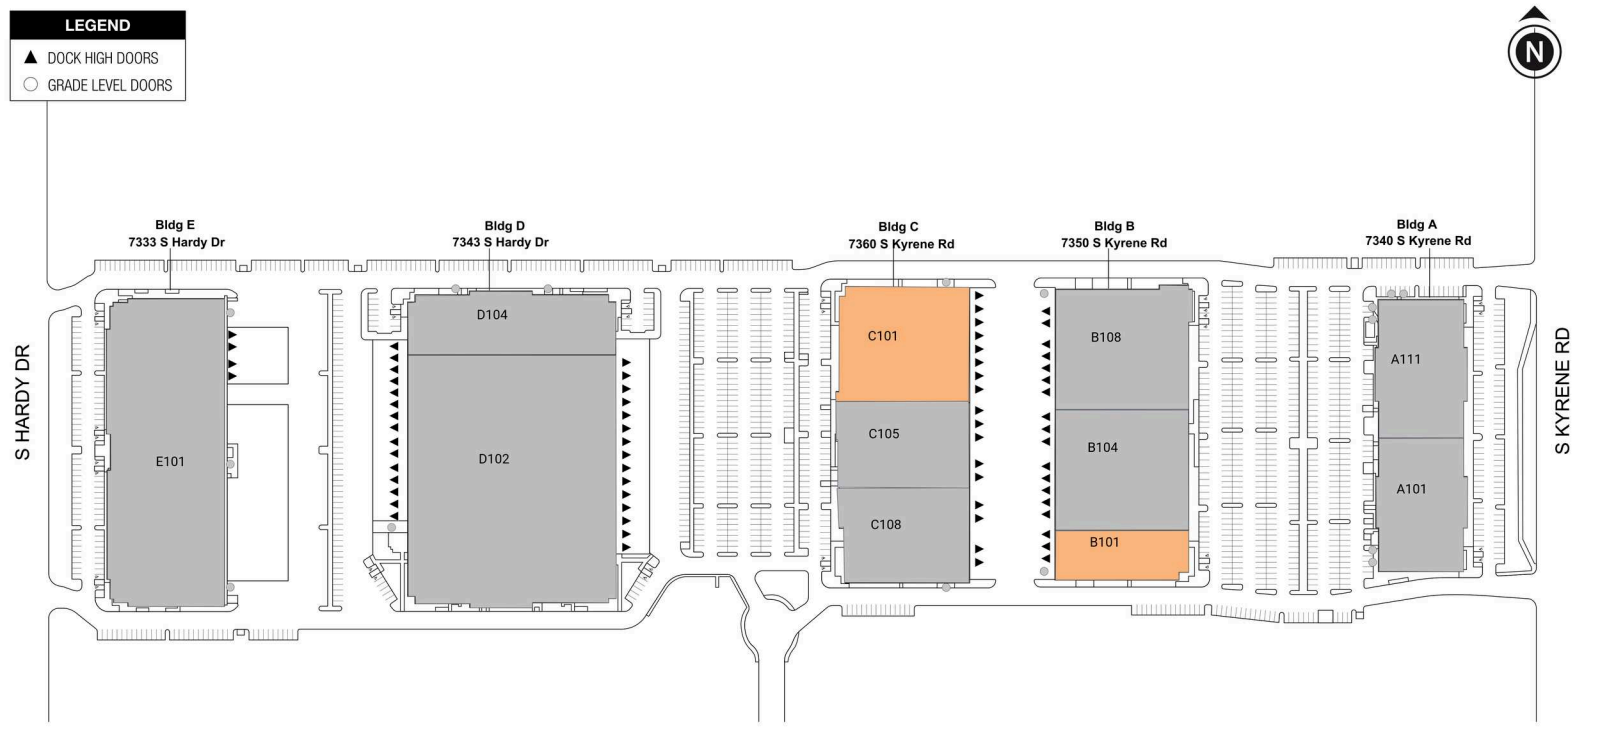 LEGEND
DOCK HIGH DOORS
GRADE LEVEL DOORS
N
Bldg E
7333 S Hardy Dr
Bldg D
7343 S Hardy Dr
Bldg C
7360 S Kyrene Rd
Bldg B
7350 S Kyrene Rd
Bldg A
7340 S Kyrene Rd
S HARDY DR
E101
D104
D102
C101
C105
C108
B108
B104
B101
A111
A101
S KYRENE RD